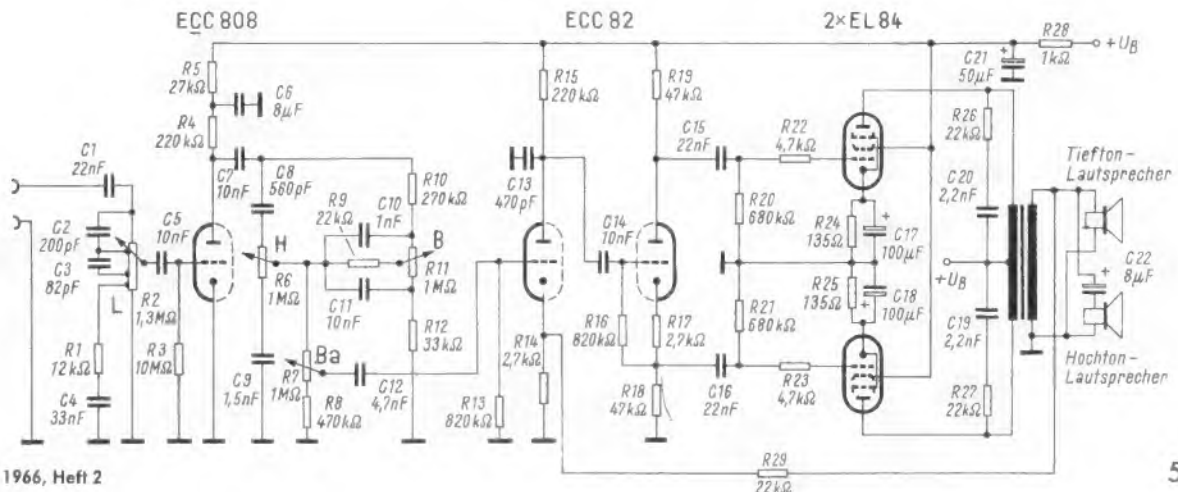 ECC808
ECC 82
2×EL84
R5
27kΩ
C6
8µF
R4
220kΩ
C1
22nF
C7
10nF
C8
560pF
R10
270kΩ
R9
22kΩ
C10
1nF
C2
200pF
C3
82pF
C5
10nF
L
R2
1,3MΩ
H
R6
1MΩ
B
R11
1MΩ
C11
10nF
R1
12kΩ
C4
33nF
R3
10MΩ
C9
1,5nF
Ba
R7
1MΩ
R8
470kΩ
C12
4,7nF
R12
33kΩ
R13
820kΩ
R15
220kΩ
C13
470pF
R14
2,7kΩ
C14
10nF
R16
820kΩ
R19
47kΩ
R17
2,7kΩ
R18
47kΩ
C15
22nF
R22
4,7kΩ
R20
680kΩ
R21
680kΩ
C16
22nF
R23
4,7kΩ
R24
135Ω
C17
100µF
R25
135Ω
C18
100µF
+
+
C21
50µF
+
R28
1kΩ
+UB
R26
22kΩ
C20
2,2nF
+UB
C19
2,2nF
R27
22kΩ
Tiefton-
Lautsprecher
C22
8µF
+
Hochton-
Lautsprecher
R29
22kΩ
1966, Heft 2
5